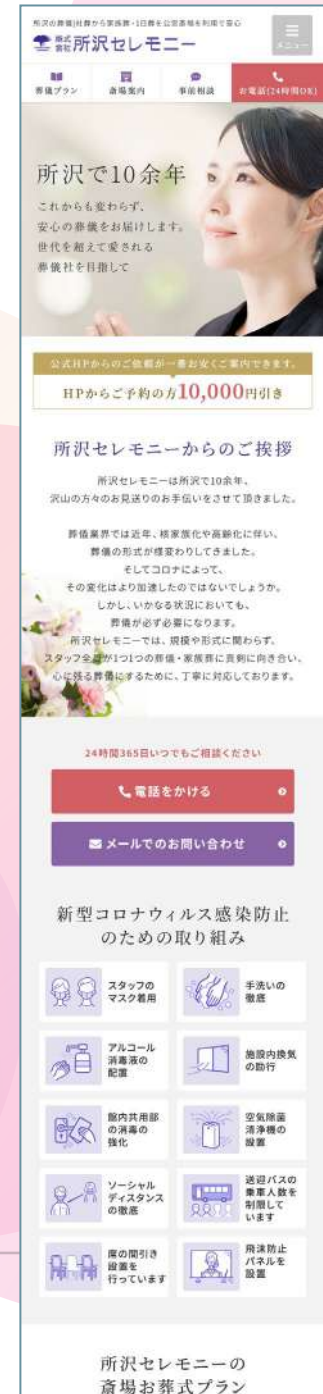 所沢の葬儀|社葬から家族葬・1日葬を公営斎場を利用で安心
株式会社 所沢セレモニー
メニュー
葬儀プラン
斎場案内
事前相談
お電話(24時間OK)
所沢で10余年
これからも変わらず、
安心の葬儀をお届けします。
世代を超えて愛される
葬儀社を目指して
公式HPからのご依頼が一番お安くご案内できます。
HPからご予約の方10,000円引き
所沢セレモニーからのご挨拶
所沢セレモニーは所沢で10余年、
沢山の方々のお見送りのお手伝いをさせて頂きました。
葬儀業界では近年、核家族化や高齢化に伴い、
葬儀の形式が様変わりしてきました。
そしてコロナによって、
その変化はより加速したのではないでしょうか。
しかし、いかなる状況においても、
葬儀が必ず必要になります。
所沢セレモニーでは、規模や形式に関わらず、
スタッフ全員が1つ1つの葬儀・家族葬に真剣に向き合い、
心に残る葬儀にするために、丁寧に対応しております。
24時間365日いつでもご相談ください
電話をかける
メールでのお問い合わせ
新型コロナウィルス感染防止
のための取り組み
スタッフの
マスク着用
手洗いの
徹底
アルコール
消毒液の
配置
施設内換気
の励行
館内共用部
の消毒の
強化
空気除菌
清浄機の
設置
ソーシャル
ディスタンス
の徹底
送迎バスの
乗車人数を
制限して
います
席の間引き
設置を
行っています
飛沫防止
パネルを
設置
所沢セレモニーの
斎場お葬式プラン